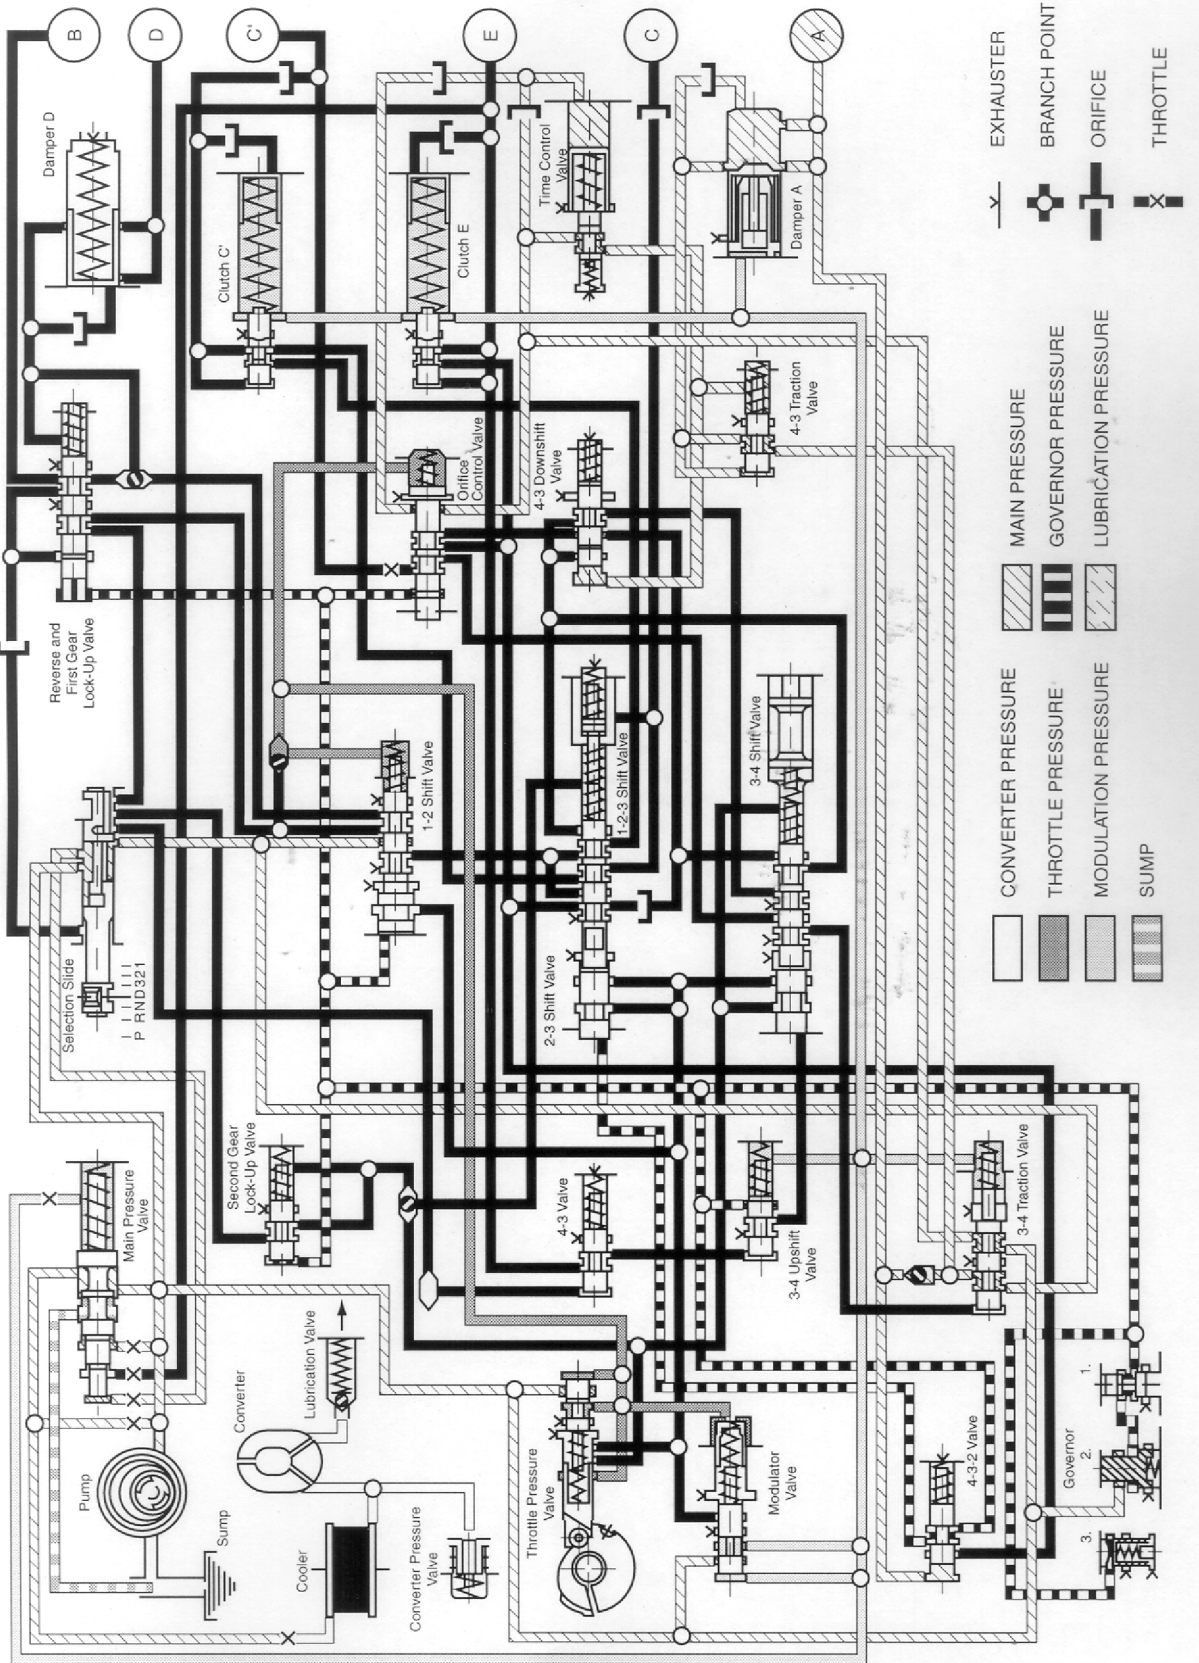 B
D
C'
E
C
A
Damper D
Clutch C'
Clutch E
Time Control
Valve
Damper A
Reverse and
First Gear
Lock-Up Valve
Orifice
Control Valve
4-3 Downshift
Valve
4-3 Traction
Valve
Selection Slide
P RND321
1-2 Shift Valve
1-2-3 Shift Valve
2-3 Shift Valve
3-4 Shift Valve
Main Pressure
Valve
Second Gear
Lock-Up Valve
4-3 Valve
3-4 Upshift
Valve
3-4 Traction Valve
Pump
Sump
Converter
Lubrication Valve
Cooler
Converter Pressure
Valve
Throttle Pressure
Valve
Modulator
Valve
4-3-2 Valve
Governor
1.
2.
3.
CONVERTER PRESSURE
THROTTLE PRESSURE
MODULATION PRESSURE
SUMP
MAIN PRESSURE
GOVERNOR PRESSURE
LUBRICATION PRESSURE
EXHAUSTER
BRANCH POINT
ORIFICE
THROTTLE